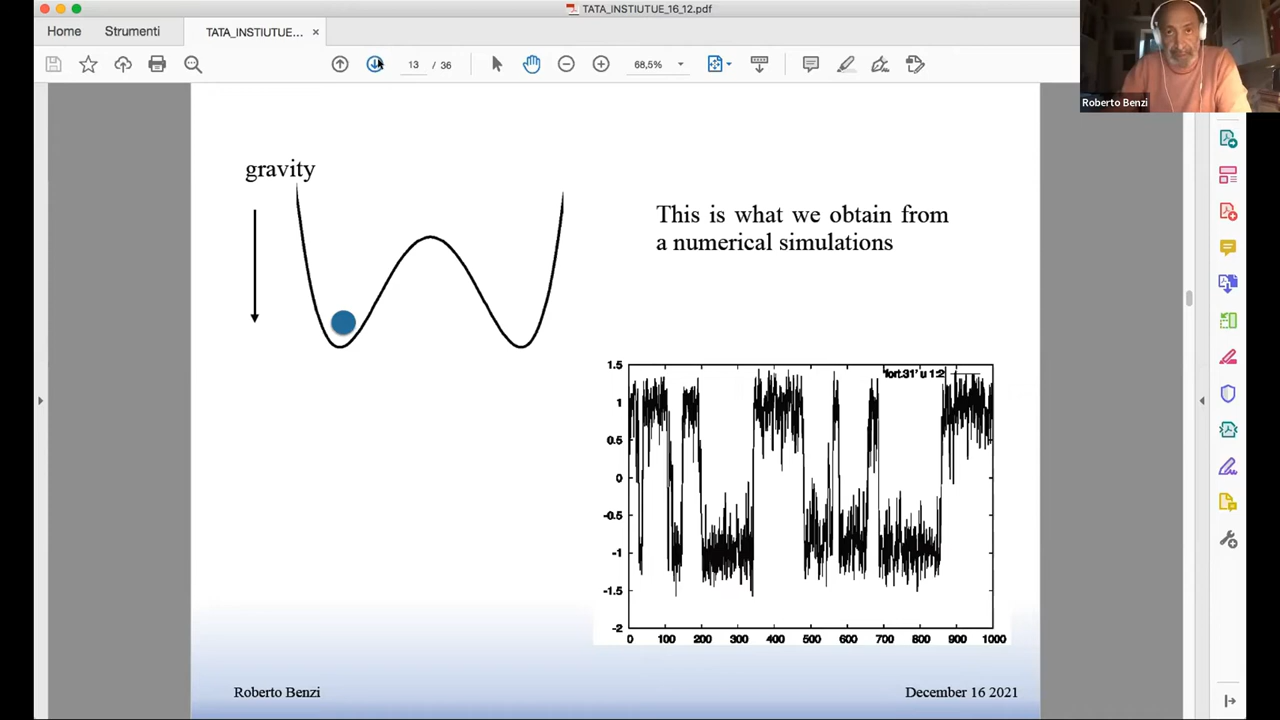 TATA_INSTIUTUE_16_12.pdf
Home
Strumenti
TATA_INSTIUTUE... ×
13 / 36
68,5%
Roberto Benzi
gravity
This is what we obtain from
a numerical simulations
'fort.31' u 1:2
1.5
1
0.5
0
-0.5
-1
-1.5
-2
0 100 200 300 400 500 600 700 800 900 1000
Roberto Benzi
December 16 2021